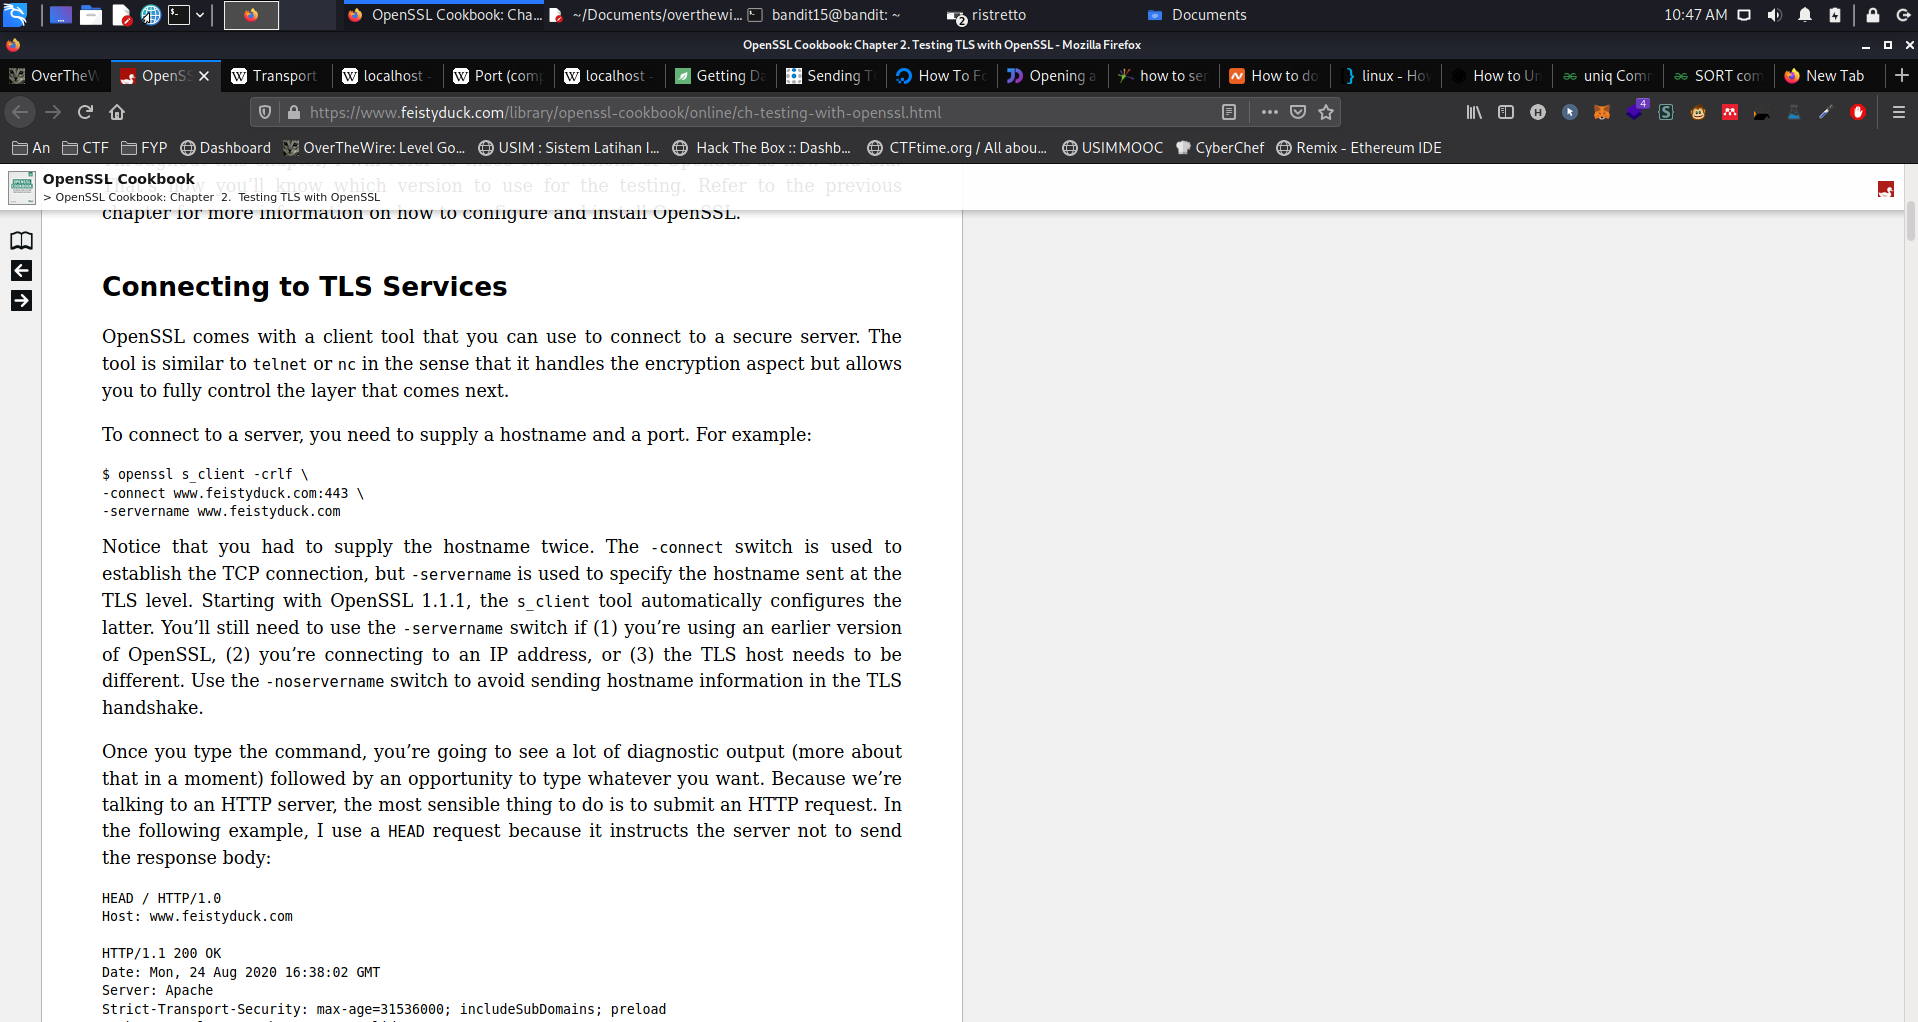 OpenSSL Cookbook: Cha...
~/Documents/overthewi...
bandit15@bandit: ~
2
ristretto
Documents
10:47 AM
OpenSSL Cookbook: Chapter 2. Testing TLS with OpenSSL - Mozilla Firefox
OverTheW
OpenSS
Transport
localhost -
Port (comp
localhost -
Getting Da
Sending T
How To Fo
Opening a
how to ser
How to do
linux - Hov
How to Un
uniq Comm
SORT com
New Tab
https://www.feistyduck.com/library/openssl-cookbook/online/ch-testing-with-openssl.html
4
An
CTF
FYP
Dashboard
OverTheWire: Level Go...
USIM : Sistem Latihan I...
Hack The Box :: Dashb...
CTFtime.org / All abou...
USIMMOOC
CyberChef
Remix - Ethereum IDE
OpenSSL Cookbook
> OpenSSL Cookbook: Chapter 2. Testing TLS with OpenSSL
That's how you'll know which version to use for the testing. Refer to the previous
chapter for more information on how to configure and install OpenSSL.
Connecting to TLS Services
OpenSSL comes with a client tool that you can use to connect to a secure server. The
tool is similar to telnet or nc in the sense that it handles the encryption aspect but allows
you to fully control the layer that comes next.
To connect to a server, you need to supply a hostname and a port. For example:
$ openssl s_client -crlf \
-connect www.feistyduck.com:443 \
-servername www.feistyduck.com
Notice that you had to supply the hostname twice. The -connect switch is used to
establish the TCP connection, but -servername is used to specify the hostname sent at the
TLS level. Starting with OpenSSL 1.1.1, the s_client tool automatically configures the
latter. You’ll still need to use the -servername switch if (1) you’re using an earlier version
of OpenSSL, (2) you’re connecting to an IP address, or (3) the TLS host needs to be
different. Use the -noservername switch to avoid sending hostname information in the TLS
handshake.
Once you type the command, you’re going to see a lot of diagnostic output (more about
that in a moment) followed by an opportunity to type whatever you want. Because we’re
talking to an HTTP server, the most sensible thing to do is to submit an HTTP request. In
the following example, I use a HEAD request because it instructs the server not to send
the response body:
HEAD / HTTP/1.0
Host: www.feistyduck.com
HTTP/1.1 200 OK
Date: Mon, 24 Aug 2020 16:38:02 GMT
Server: Apache
Strict-Transport-Security: max-age=31536000; includeSubDomains; preload